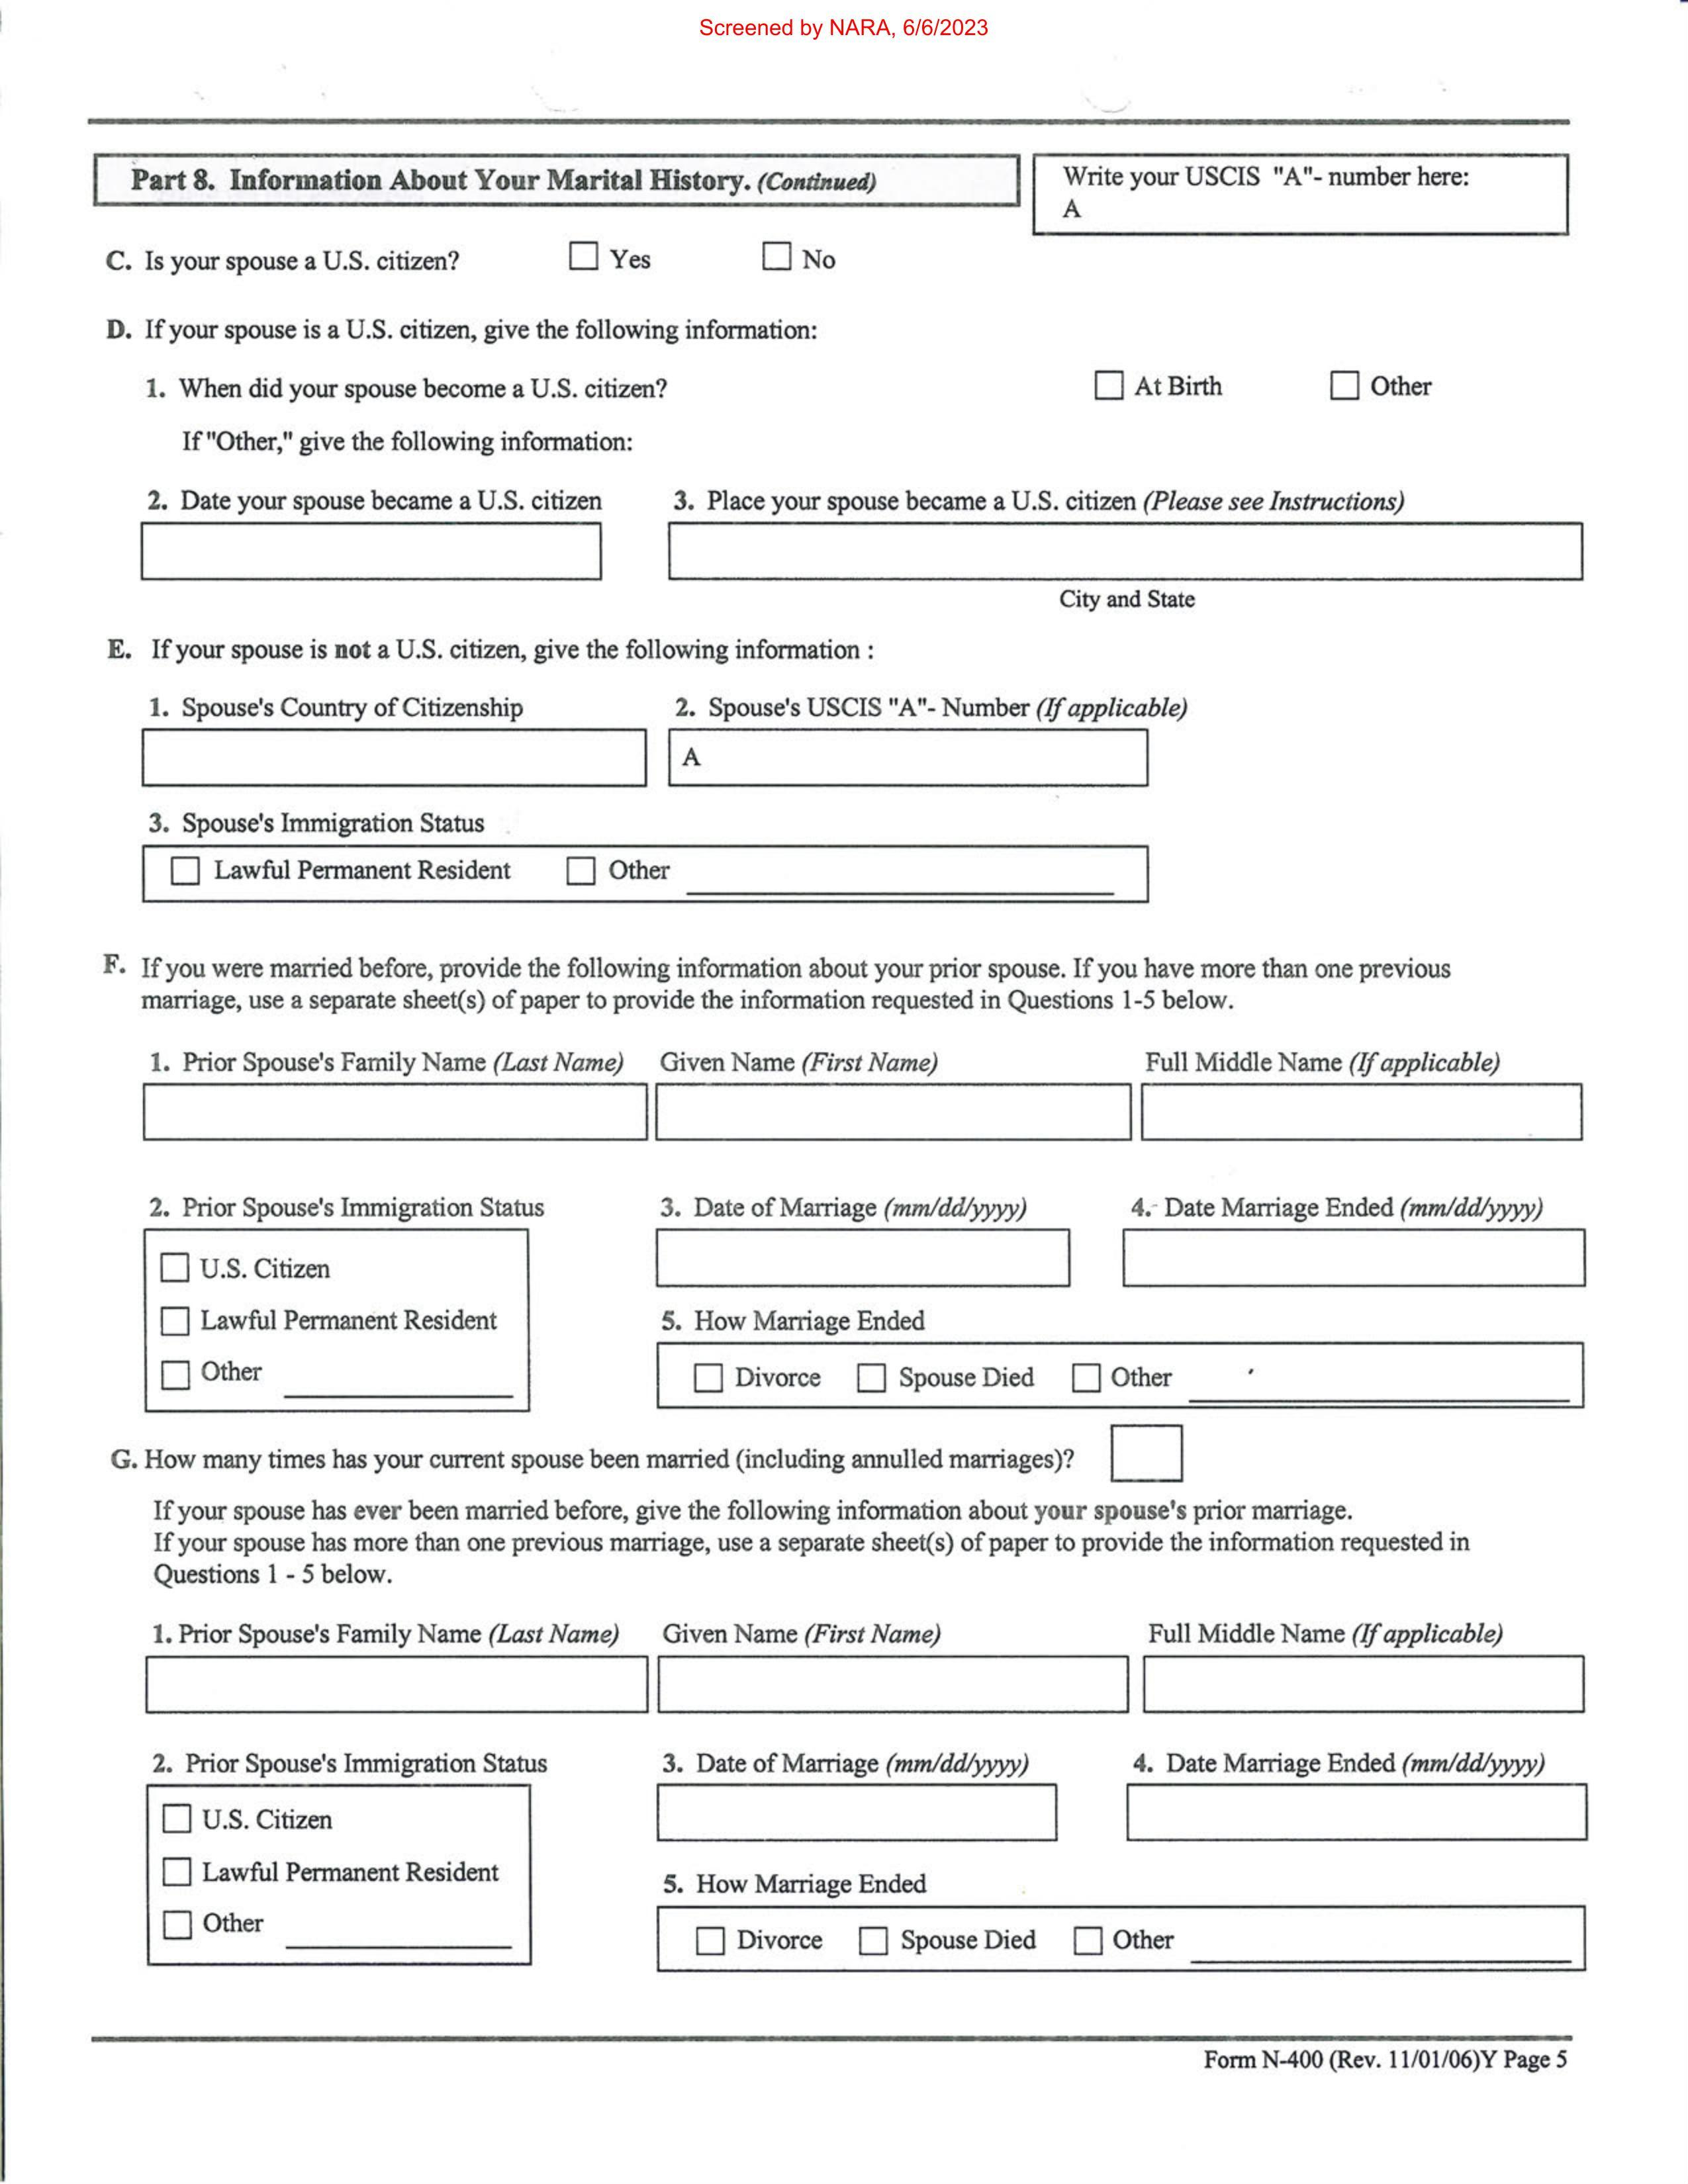 Screened by NARA, 6/6/2023
Part 8. Information About Your Marital History. (Continued)
Write your USCIS "A"- number here:
A
C. Is your spouse a U.S. citizen? Yes No
D. If your spouse is a U.S. citizen, give the following information:
1. When did your spouse become a U.S. citizen? At Birth Other
If "Other," give the following information:
2. Date your spouse became a U.S. citizen 3. Place your spouse became a U.S. citizen (Please see Instructions)
City and State
E. If your spouse is not a U.S. citizen, give the following information :
1. Spouse's Country of Citizenship 2. Spouse's USCIS "A"- Number (If applicable)
A
3. Spouse's Immigration Status
Lawful Permanent Resident Other
F. If you were married before, provide the following information about your prior spouse. If you have more than one previous
marriage, use a separate sheet(s) of paper to provide the information requested in Questions 1-5 below.
1. Prior Spouse's Family Name (Last Name) Given Name (First Name) Full Middle Name (If applicable)
2. Prior Spouse's Immigration Status 3. Date of Marriage (mm/dd/yyyy) 4. Date Marriage Ended (mm/dd/yyyy)
U.S. Citizen
Lawful Permanent Resident 5. How Marriage Ended
Other Divorce Spouse Died Other
G. How many times has your current spouse been married (including annulled marriages)?
If your spouse has ever been married before, give the following information about your spouse's prior marriage.
If your spouse has more than one previous marriage, use a separate sheet(s) of paper to provide the information requested in
Questions 1 - 5 below.
1. Prior Spouse's Family Name (Last Name) Given Name (First Name) Full Middle Name (If applicable)
2. Prior Spouse's Immigration Status 3. Date of Marriage (mm/dd/yyyy) 4. Date Marriage Ended (mm/dd/yyyy)
U.S. Citizen
Lawful Permanent Resident 5. How Marriage Ended
Other Divorce Spouse Died Other
Form N-400 (Rev. 11/01/06)Y Page 5